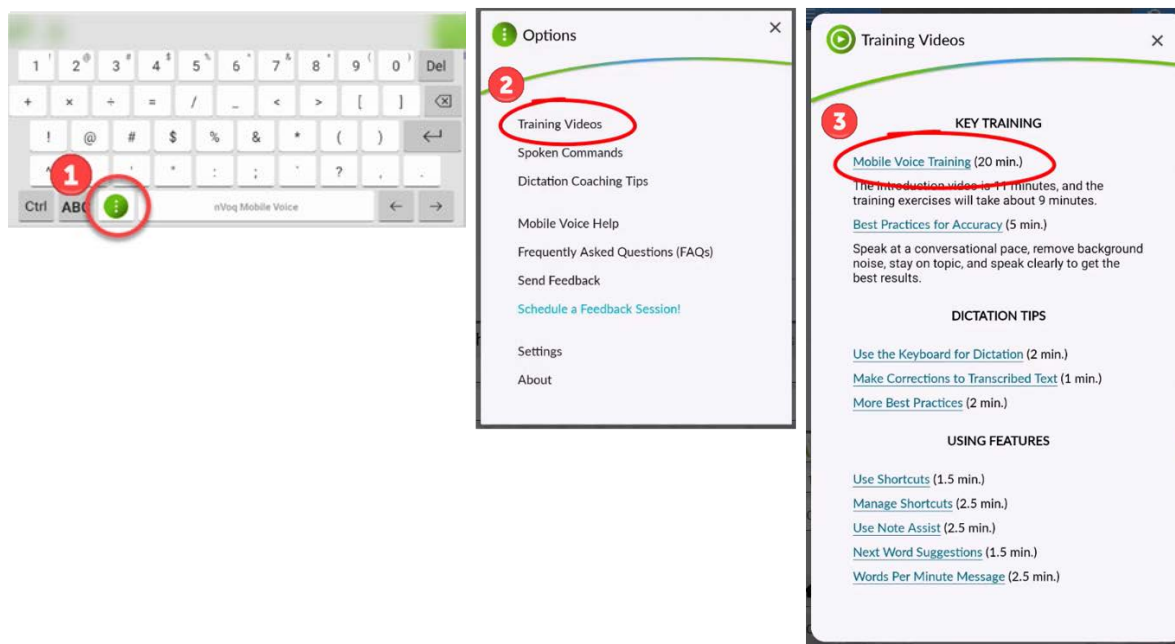 1 ! 2 @ 3 # 4 $ 5 % 6 ^ 7 & 8 * 9 ( 0 ) Del
+ × ÷ = / _ < > [ ]
! @ # $ % & * ( )
^ ' " : ; ? , .
1
Ctrl ABC nVoq Mobile Voice ← →
Options ×
2
Training Videos
Spoken Commands
Dictation Coaching Tips
Mobile Voice Help
Frequently Asked Questions (FAQs)
Send Feedback
Schedule a Feedback Session!
Settings
About
Training Videos ×
3
KEY TRAINING
Mobile Voice Training (20 min.)
The introduction video is 11 minutes, and the
training exercises will take about 9 minutes.
Best Practices for Accuracy (5 min.)
Speak at a conversational pace, remove background
noise, stay on topic, and speak clearly to get the
best results.
DICTATION TIPS
Use the Keyboard for Dictation (2 min.)
Make Corrections to Transcribed Text (1 min.)
More Best Practices (2 min.)
USING FEATURES
Use Shortcuts (1.5 min.)
Manage Shortcuts (2.5 min.)
Use Note Assist (2.5 min.)
Next Word Suggestions (1.5 min.)
Words Per Minute Message (2.5 min.)